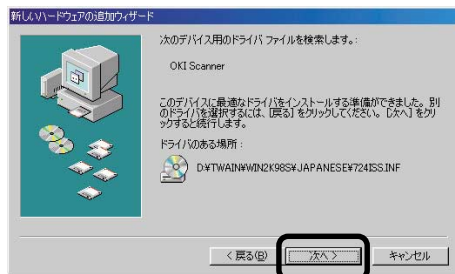 新しいハードウェアの追加ウィザード
次のデバイス用のドライバ ファイルを検索します。:
OKI Scanner
このデバイスに最適なドライバをインストールする準備ができました。別
のドライバを選択するには、[戻る] をクリックしてください。[次へ] をクリ
ックすると続行します。
ドライバのある場所 :
D:¥TWAIN¥WIN2K98S¥JAPANESE¥724ISS.INF
< 戻る(B)
次へ >
キャンセル